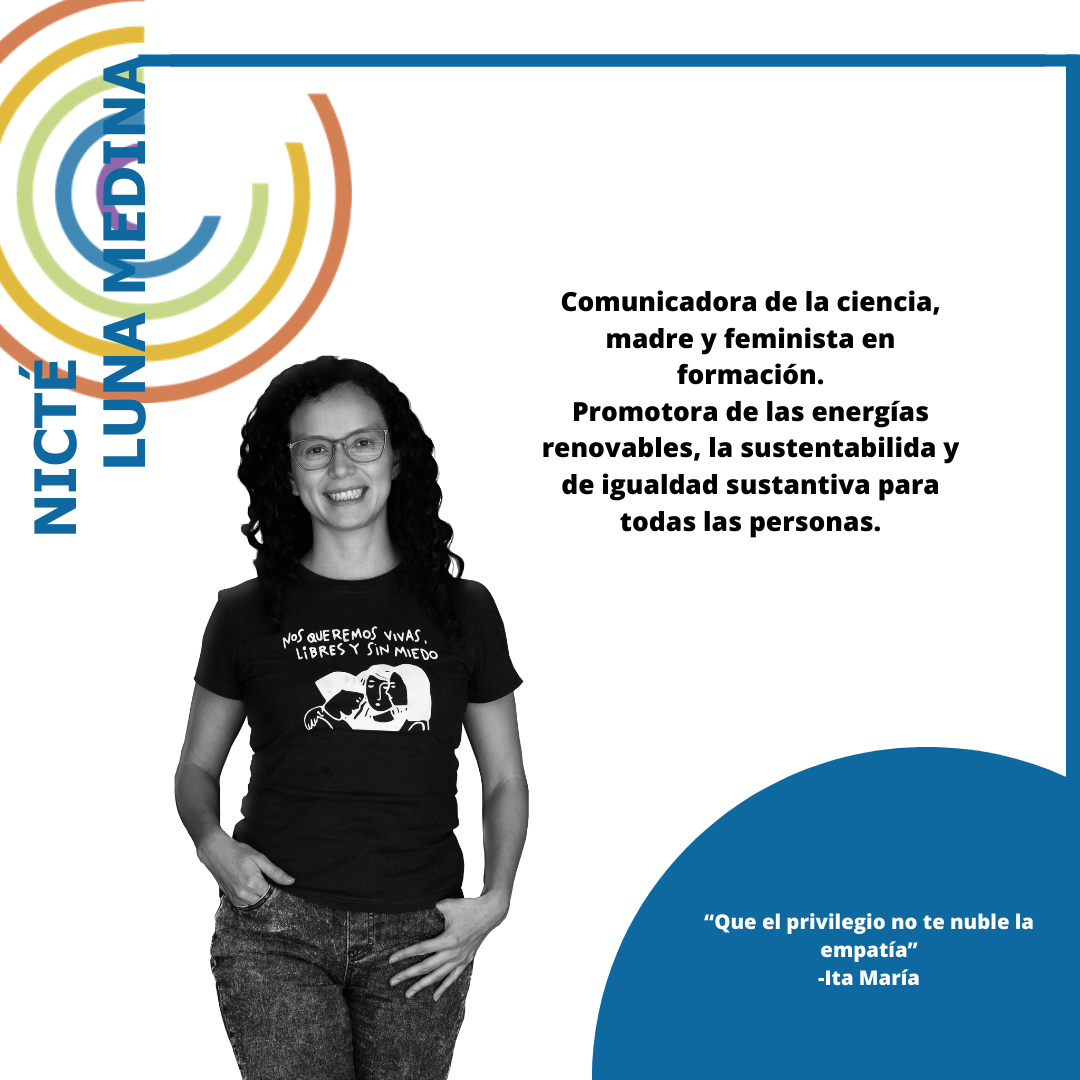 NICTÉ
LUNA MEDINA
Comunicadora de la ciencia,
madre y feminista en
formación.
Promotora de las energías
renovables, la sustentabilida y
de igualdad sustantiva para
todas las personas.
NOS QUEREMOS VIVAS,
LIBRES Y SIN MIEDO
“Que el privilegio no te nuble la
empatía”
-Ita María